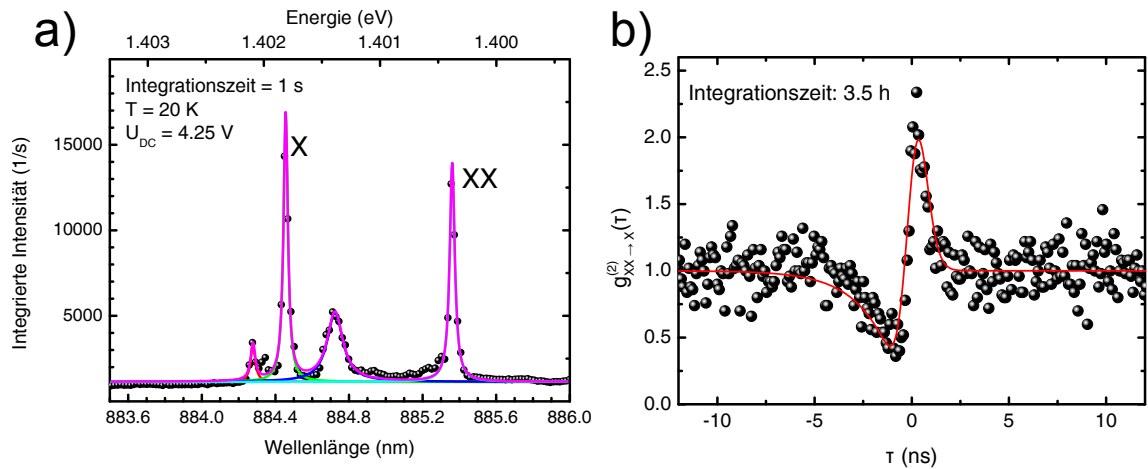 a)
Energie (eV)
1.403 1.402 1.401 1.400
Integrationszeit = 1 s
T = 20 K
U_DC = 4.25 V
X
XX
Integrierte Intensität (1/s)
15000
10000
5000
883.6 884.0 884.4 884.8 885.2 885.6 886.0
Wellenlänge (nm)
b)
Integrationszeit: 3.5 h
g^(2)_XX→X(τ)
2.5
2.0
1.5
1.0
0.5
0.0
-10 -5 0 5 10
τ (ns)